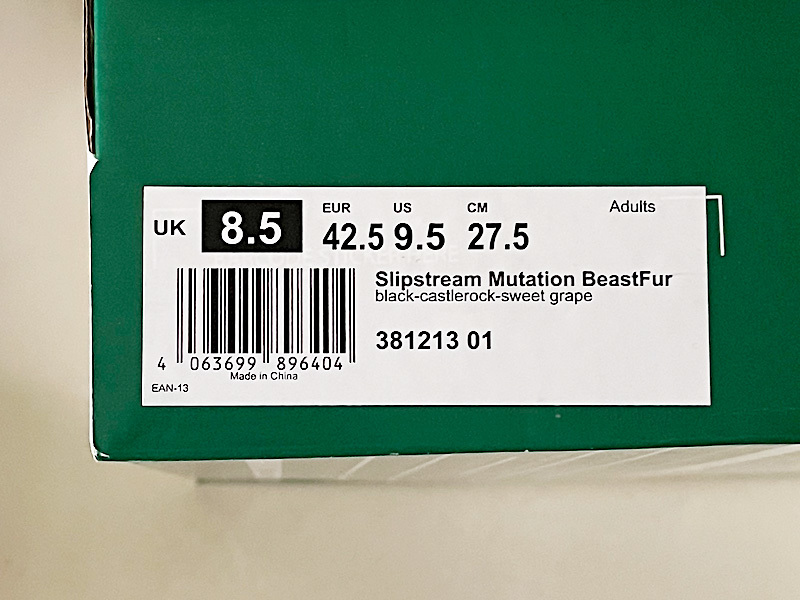 UK 8.5 EUR 42.5 US 9.5 CM 27.5 Adults
Slipstream Mutation BeastFur
black-castlerock-sweet grape
381213 01
4 063699 896404
Made in China
EAN-13